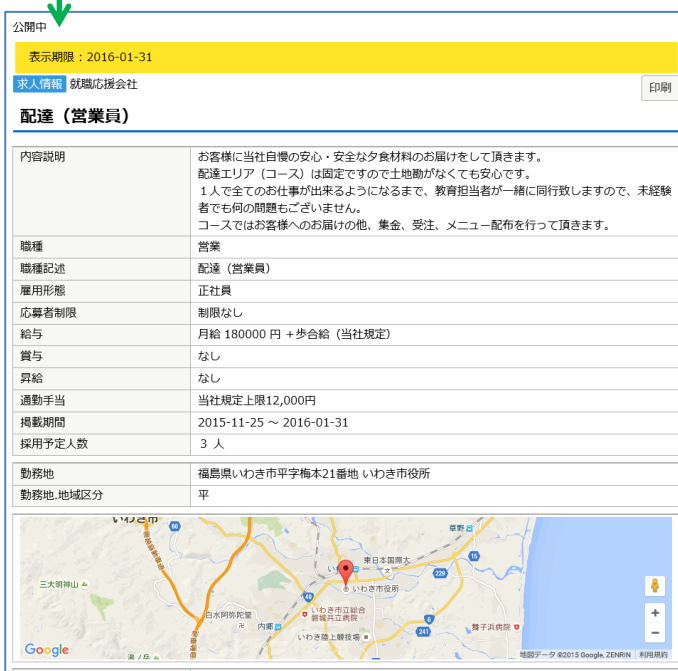 公開中
表示期限：2016-01-31
求人情報 就職応援会社
印刷
配達（営業員）
内容説明 お客様に当社自慢の安心・安全な夕食材料のお届けをして頂きます。
配達エリア（コース）は固定ですので土地勘がなくても安心です。
１人で全てのお仕事が出来るようになるまで、教育担当者が一緒に同行致しますので、未経験
者でも何の問題もございません。
コースではお客様へのお届けの他、集金、受注、メニュー配布を行って頂きます。
職種 営業
職種記述 配達（営業員）
雇用形態 正社員
応募者制限 制限なし
給与 月給 180000 円 +歩合給（当社規定）
賞与 なし
昇給 なし
通勤手当 当社規定上限12,000円
掲載期間 2015-11-25 ～ 2016-01-31
採用予定人数 ３ 人
勤務地 福島県いわき市平字梅本21番地 いわき市役所
勤務地.地域区分 平
いわき市
66
草野
15
東日本国際大
229
三大明神山
いわき市役所
49
いわき市立総合
磐城共立病院
白水阿弥陀堂
内郷
6
241
舞子浜病院
いわき陸上競技場
+
−
Google
湯ノ岳
地図データ ©2015 Google, ZENRIN 利用規約